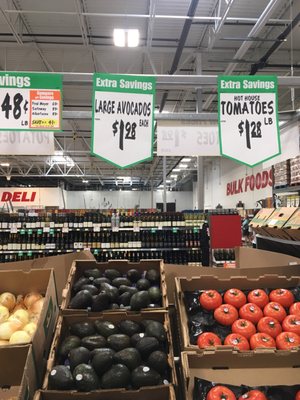 Savings
48¢
LB
Extra Savings
LARGE AVOCADOS
EACH
$1 28
Extra Savings
HOT HOUSE
TOMATOES
$1 28
LB
DELI
BULK FOODS